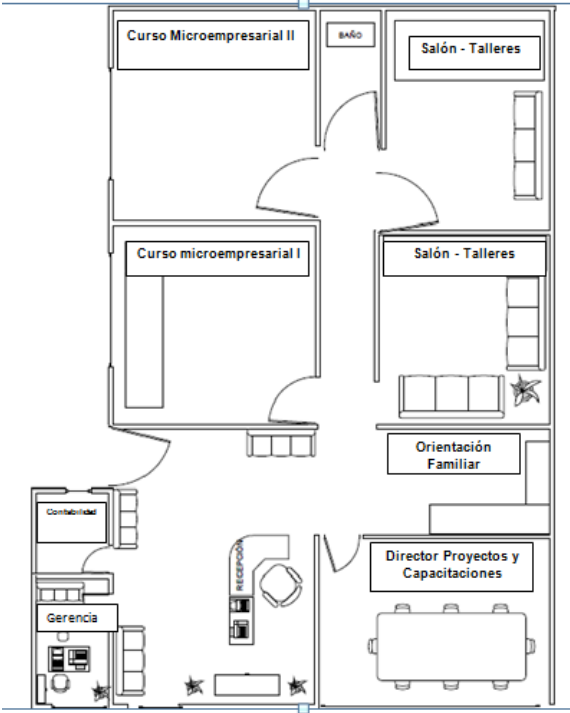 Curso Microempresarial II
BAÑO
Salón - Talleres
Curso microempresarial I
Salón - Talleres
Orientación
Familiar
Contabilidad
RECEPCIÓN
Director Proyectos y
Capacitaciones
Gerencia